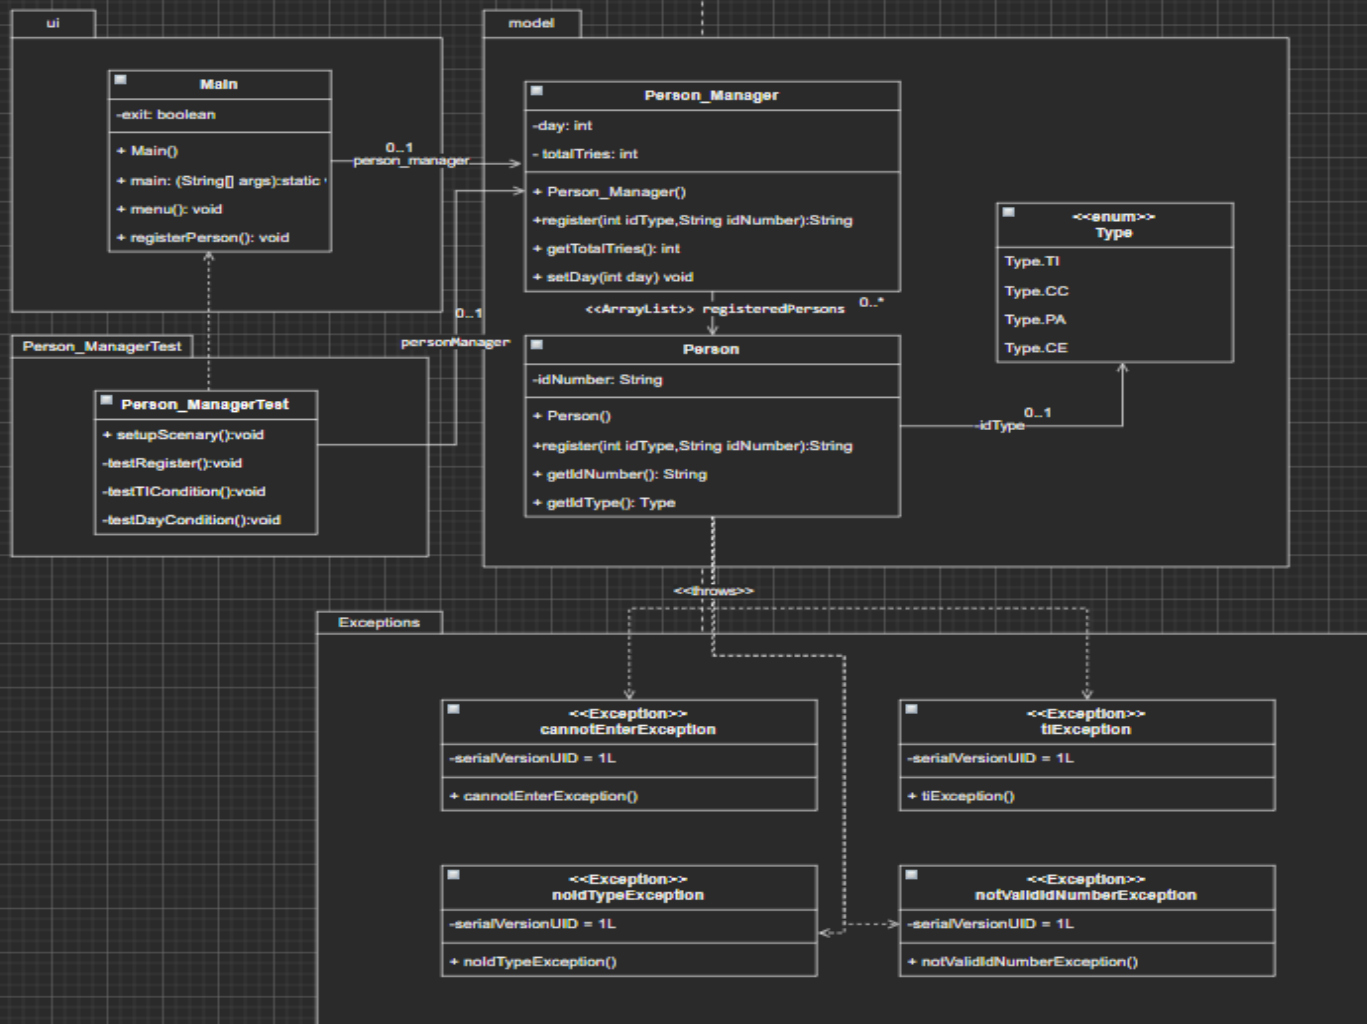 ui
Main
-exit: boolean
+ Main()
+ main: (String[] args):static
+ menu(): void
+ registerPerson(): void
0..1
person_manager
model
Person_Manager
-day: int
- totalTries: int
+ Person_Manager()
+register(int idType,String idNumber):String
+ getTotalTries(): int
+ setDay(int day) void
<<ArrayList>> registeredPersons
0..*
<<enum>>
Type
Type.TI
Type.CC
Type.PA
Type.CE
0..1
personManager
Person_ManagerTest
Person_ManagerTest
+ setupScenary():void
-testRegister():void
-testTICondition():void
-testDayCondition():void
Person
-idNumber: String
+ Person()
+register(int idType,String idNumber):String
+ getIdNumber(): String
+ getIdType(): Type
0..1
-idType
<<throws>>
Exceptions
<<Exception>>
cannotEnterException
-serialVersionUID = 1L
+ cannotEnterException()
<<Exception>>
tiException
-serialVersionUID = 1L
+ tiException()
<<Exception>>
noIdTypeException
-serialVersionUID = 1L
+ noIdTypeException()
<<Exception>>
notValidIdNumberException
-serialVersionUID = 1L
+ notValidIdNumberException()